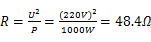 R = U²/P = (220V)²/1000W = 48.4Ω